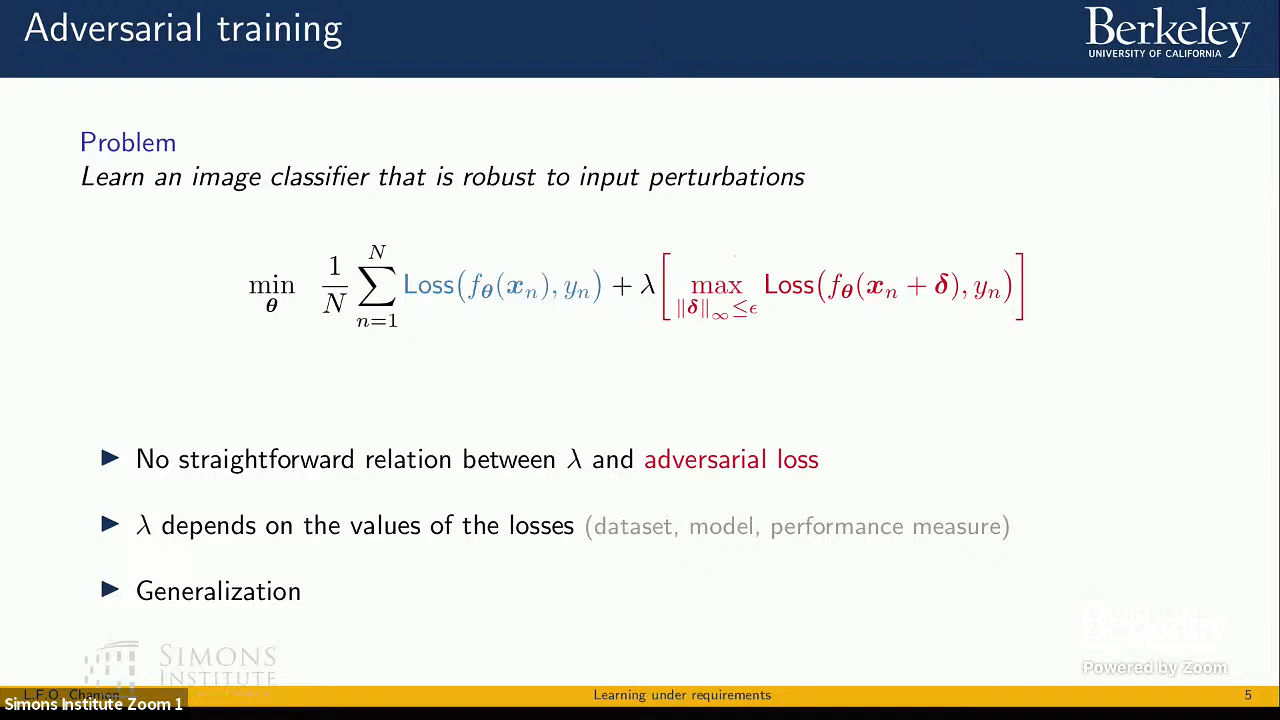 Adversarial training
Berkeley
UNIVERSITY OF CALIFORNIA
Problem
Learn an image classifier that is robust to input perturbations
min_θ 1/N ∑_{n=1}^{N} Loss(f_θ(x_n), y_n) + λ[max_{‖δ‖_∞≤ϵ} Loss(f_θ(x_n + δ), y_n)]
▶ No straightforward relation between λ and adversarial loss
▶ λ depends on the values of the losses (dataset, model, performance measure)
▶ Generalization
SIMONS
INSTITUTE
Berkeley
Powered by Zoom
L.F.O. Chamon
Learning under requirements
5
Simons Institute Zoom 1